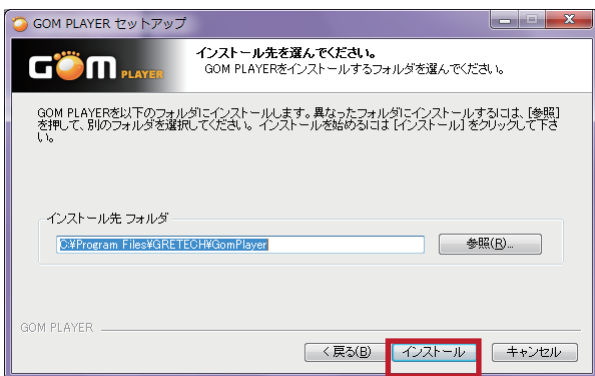 GOM PLAYER セットアップ
GOM PLAYER
インストール先を選んでください。
GOM PLAYERをインストールするフォルダを選んでください。
GOM PLAYERを以下のフォルダにインストールします。異なったフォルダにインストールするには、[参照]
を押して、別のフォルダを選択してください。インストールを始めるには [インストール] をクリックして下さ
い。
インストール先 フォルダ
C:¥Program Files¥GRETECH¥GomPlayer
参照(R)...
GOM PLAYER
< 戻る(B)
インストール
キャンセル